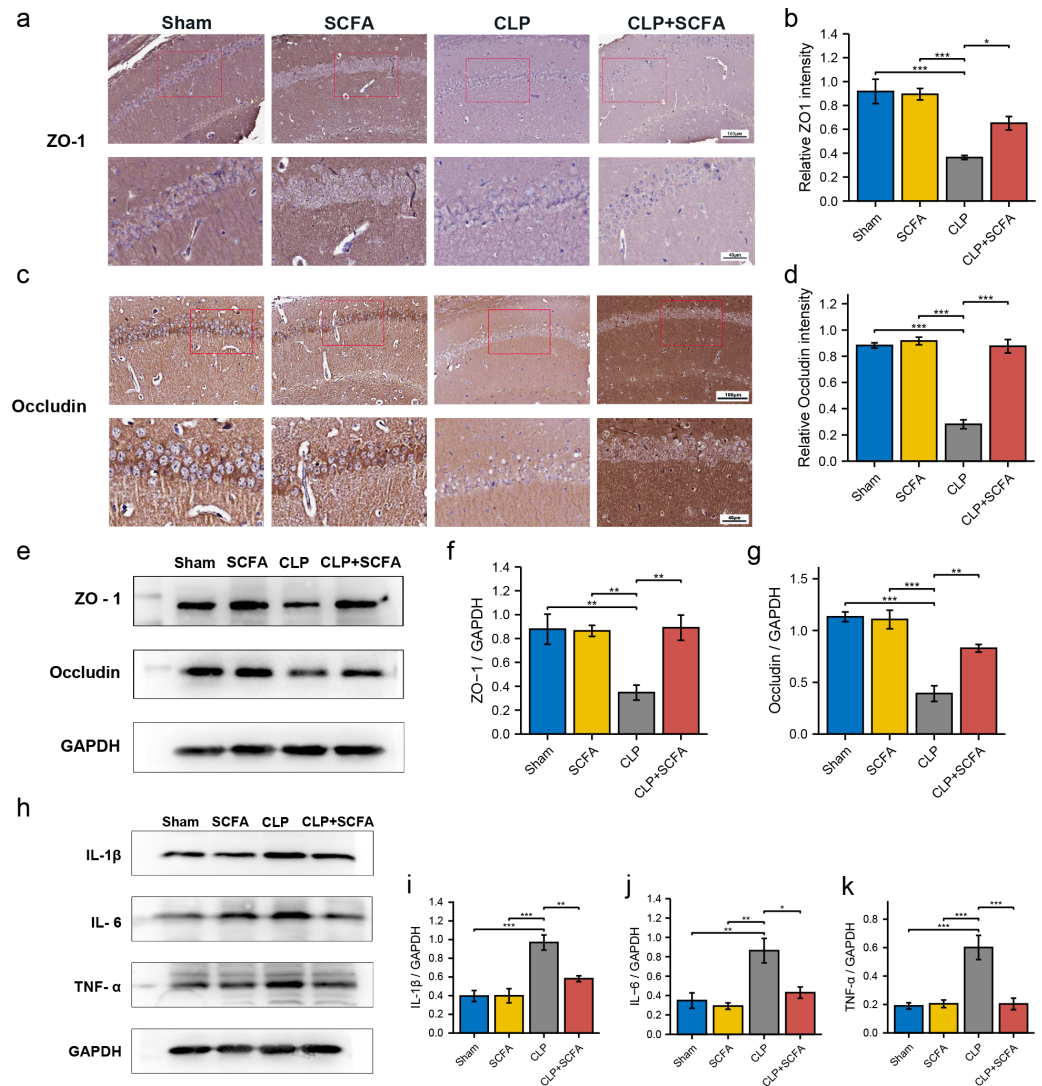 a
Sham SCFA CLP CLP+SCFA
ZO-1
100μm
40μm
b
Relative ZO1 intensity
1.4
1.2
1.0
0.8
0.6
0.4
0.2
0.0
*
***
***
Sham SCFA CLP CLP+SCFA
c
Occludin
100μm
40μm
d
Relative Occludin intensity
1.2
1.0
0.8
0.6
0.4
0.2
0.0
***
***
***
Sham SCFA CLP CLP+SCFA
e
Sham SCFA CLP CLP+SCFA
ZO - 1
Occludin
GAPDH
f
ZO−1 / GAPDH
1.4
1.2
1.0
0.8
0.6
0.4
0.2
0.0
**
**
**
Sham SCFA CLP CLP+SCFA
g
Occludin / GAPDH
1.5
1.0
0.5
0.0
**
***
***
Sham SCFA CLP CLP+SCFA
h
Sham SCFA CLP CLP+SCFA
IL-1β
IL- 6
TNF- α
GAPDH
i
IL-1β / GAPDH
1.4
1.2
1.0
0.8
0.6
0.4
0.2
0.0
**
***
***
Sham SCFA CLP CLP+SCFA
j
IL−6 / GAPDH
1.4
1.2
1.0
0.8
0.6
0.4
0.2
0.0
*
**
**
Sham SCFA CLP CLP+SCFA
k
TNF-α / GAPDH
0.8
0.6
0.4
0.2
0.0
***
***
***
Sham SCFA CLP CLP+SCFA